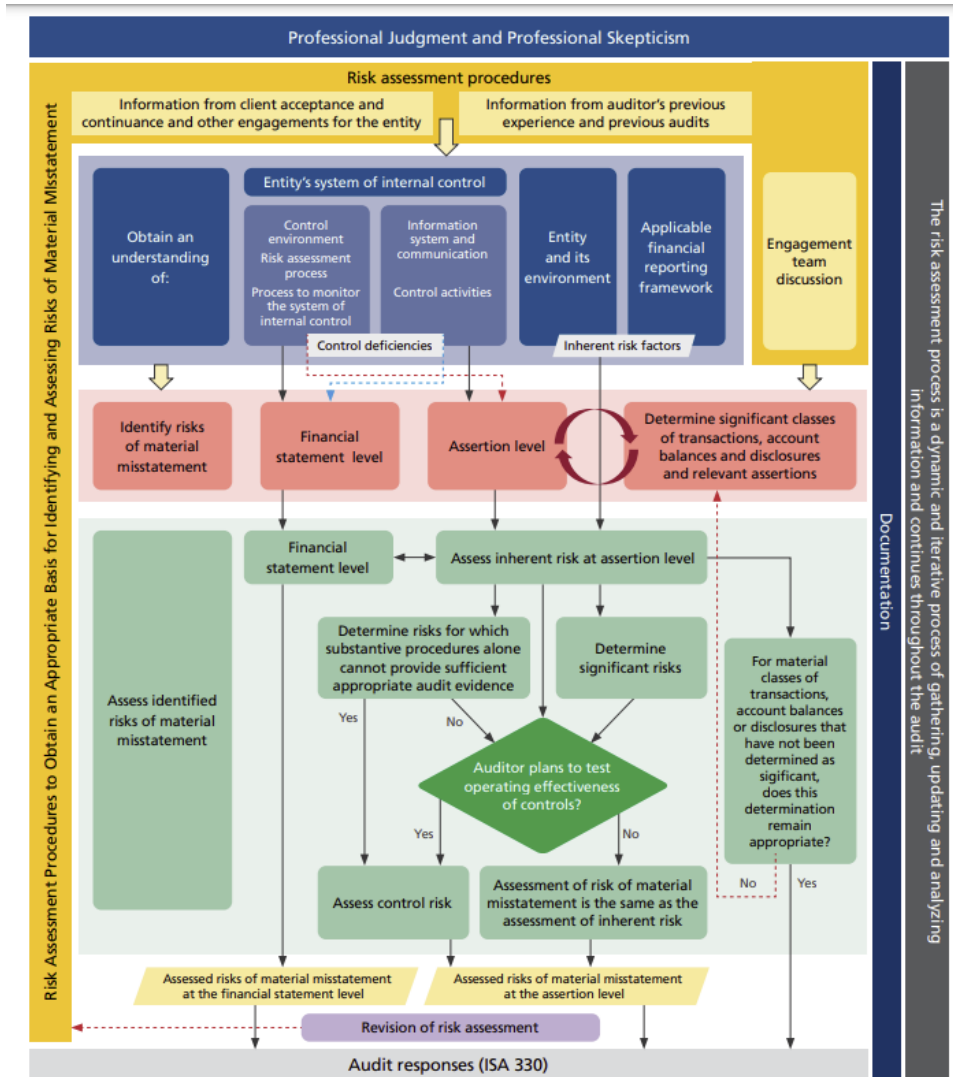 Professional Judgment and Professional Skepticism
Risk Assessment Procedures to Obtain an Appropriate Basis for Identifying and Assessing Risks of Material MIsstatement
Risk assessment procedures
Information from client acceptance and
continuance and other engagements for the entity
Information from auditor's previous
experience and previous audits
Obtain an
understanding
of:
Entity's system of internal control
Control
environment
Risk assessment
process
Process to monitor
the system of
internal control
Information
system and
communication
Control activities
Entity
and its
environment
Applicable
financial
reporting
framework
Engagement
team
discussion
Control deficiencies
Inherent risk factors
Identify risks
of material
misstatement
Financial
statement level
Assertion level
Determine significant classes
of transactions, account
balances and disclosures
and relevant assertions
Assess identified
risks of material
misstatement
Financial
statement level
Assess inherent risk at assertion level
Determine risks for which
substantive procedures alone
cannot provide sufficient
appropriate audit evidence
Determine
significant risks
For material
classes of
transactions,
account balances
or disclosures that
have not been
determined as
sigificant,
does this
determination
remain
appropriate?
Yes
No
Auditor plans to test
operating effectiveness
of controls?
Yes
No
No
Yes
Assess control risk
Assessment of risk of material
misstatement is the same as the
assessment of inherent risk
Assessed risks of material misstatement
at the financial statement level
Assessed risks of material misstatement
at the assertion level
Revision of risk assessment
Audit responses (ISA 330)
Documentation
The risk assessment process is a dynamic and iterative process of gathering, updating and analyzing
information and continues throughout the audit